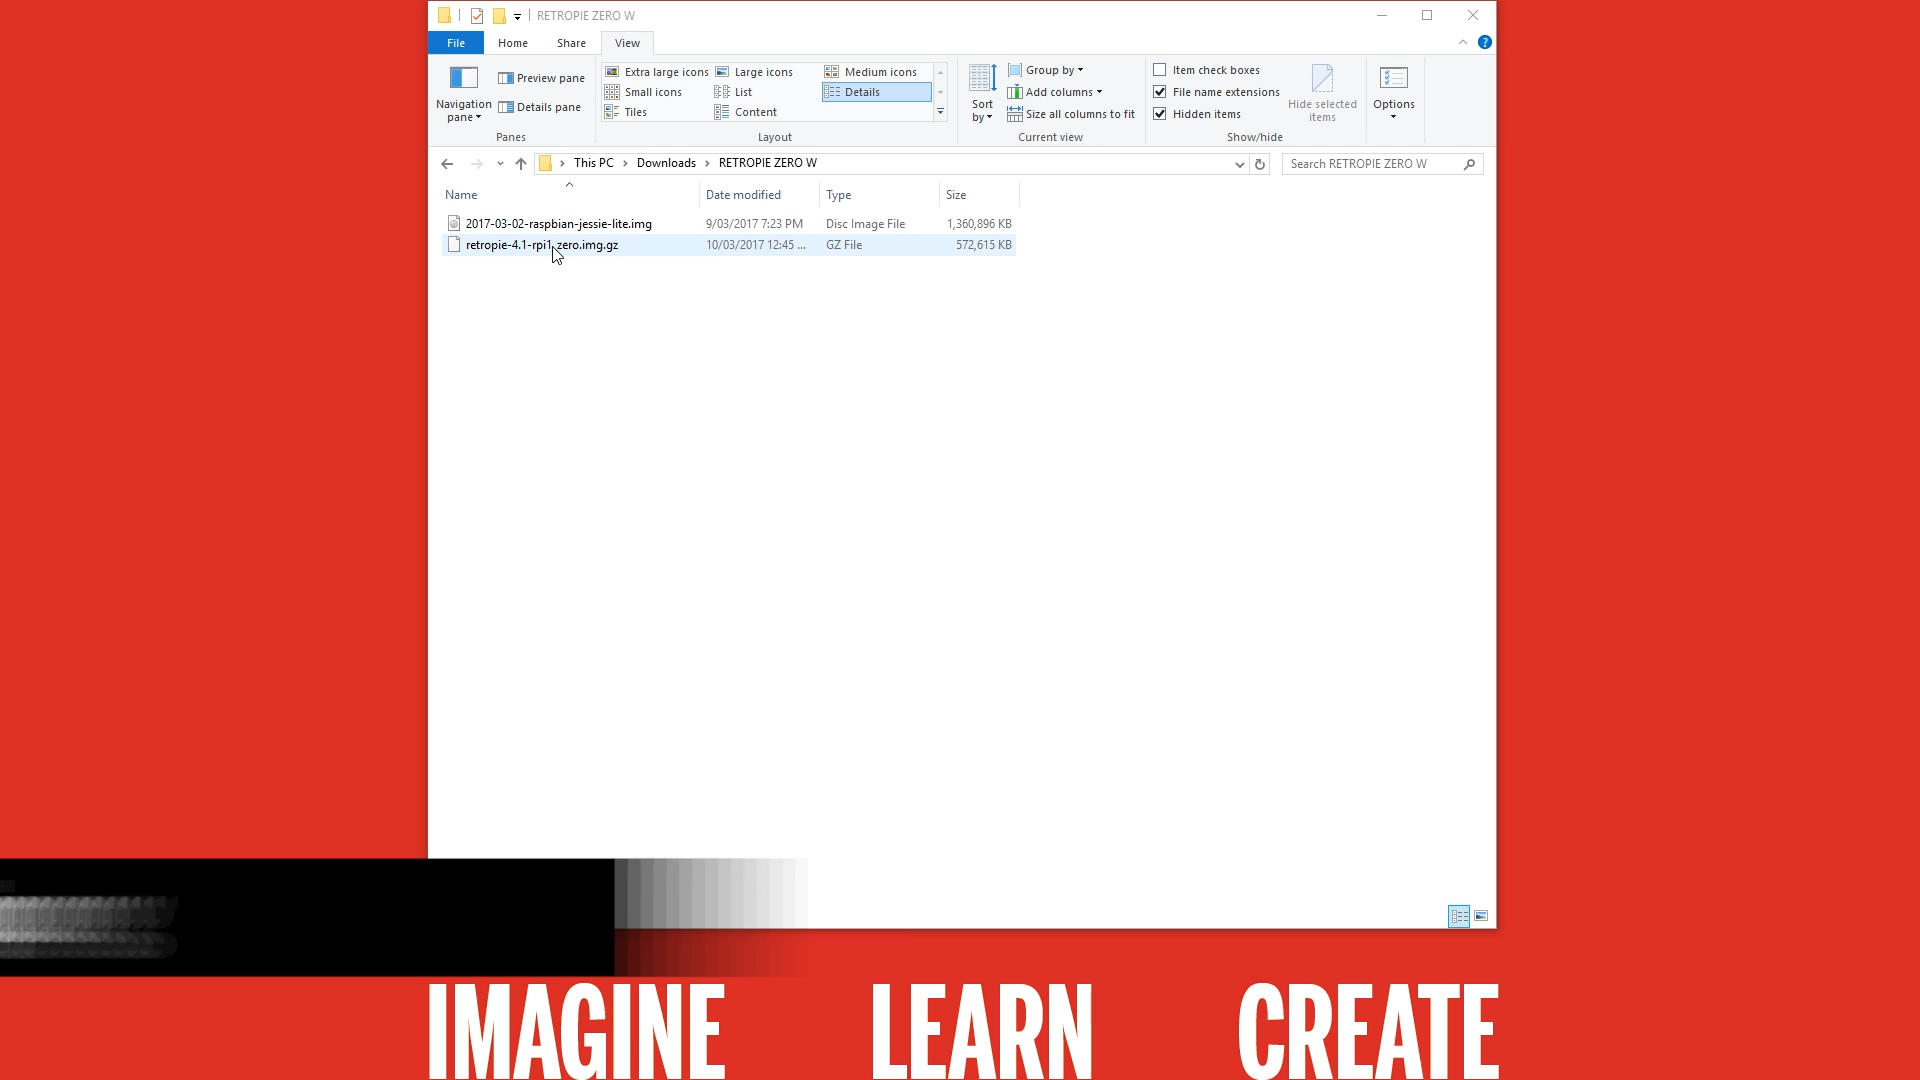 RETROPIE ZERO W
File Home Share View
Navigation pane
Preview pane
Details pane
Panes
Extra large icons Large icons Medium icons
Small icons List Details
Tiles Content
Layout
Sort by
Group by
Add columns
Size all columns to fit
Current view
Item check boxes
File name extensions
Hidden items
Hide selected items
Show/hide
Options
This PC > Downloads > RETROPIE ZERO W
Search RETROPIE ZERO W
Name Date modified Type Size
2017-03-02-raspbian-jessie-lite.img 9/03/2017 7:23 PM Disc Image File 1,360,896 KB
retropie-4.1-rpi1_zero.img.gz 10/03/2017 12:45 ... GZ File 572,615 KB
IMAGINE LEARN CREATE